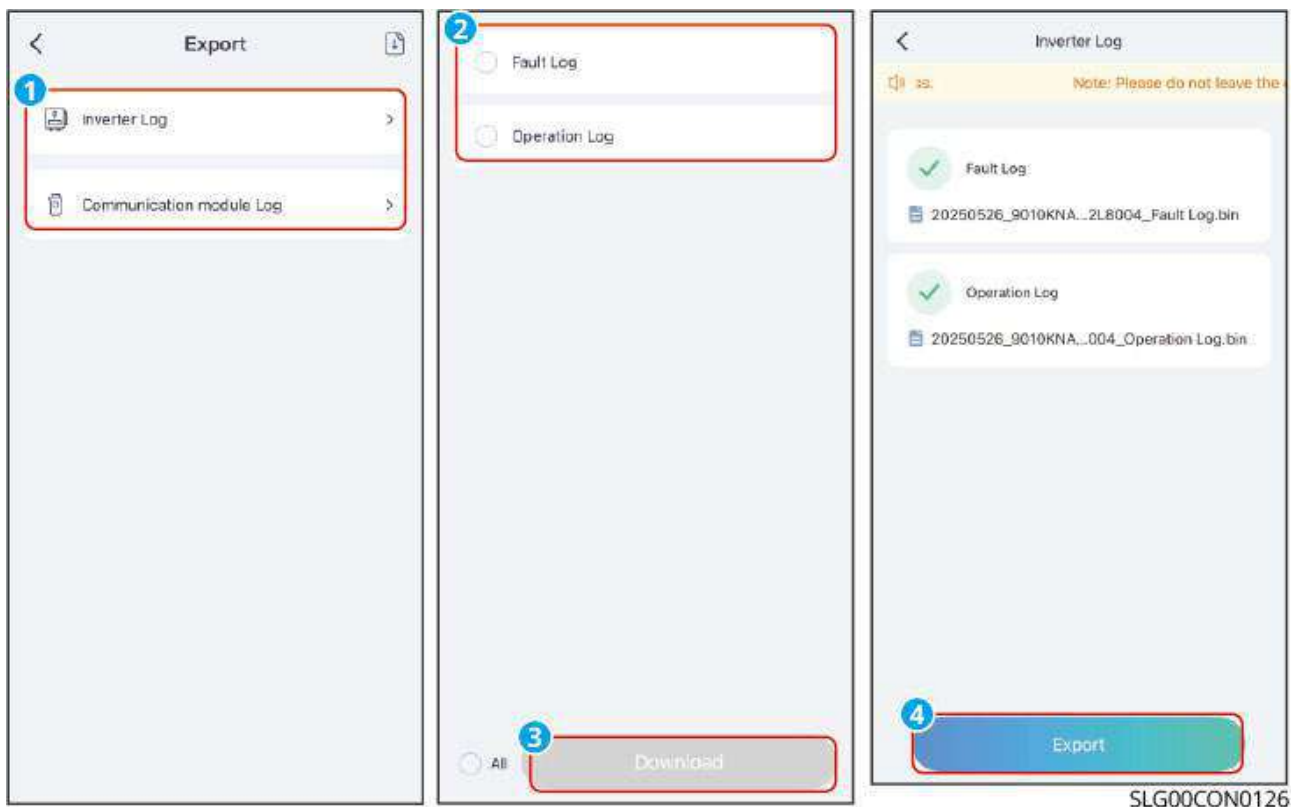 Export
1
Inverter Log
Communication module Log
2
Fault Log
Operation Log
3
All
Download
Inverter Log
Note: Please do not leave the
Fault Log
20250526_9010KNA...2L8004_Fault Log.bin
Operation Log
20250526_9010KNA...004_Operation Log.bin
4
Export
SLG00CON0126